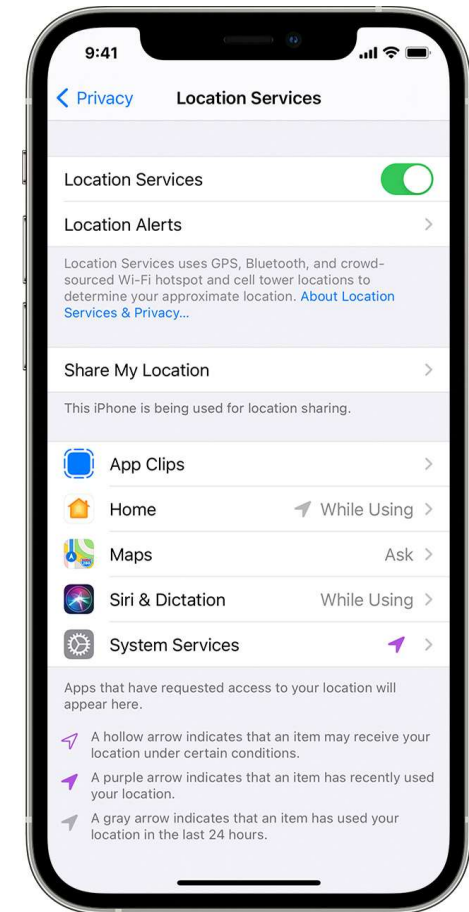 9:41
Privacy Location Services
Location Services
Location Alerts
Location Services uses GPS, Bluetooth, and crowd-
sourced Wi-Fi hotspot and cell tower locations to
determine your approximate location. About Location
Services & Privacy...
Share My Location
This iPhone is being used for location sharing.
App Clips
Home While Using
Maps Ask
Siri & Dictation While Using
System Services
Apps that have requested access to your location will
appear here.
A hollow arrow indicates that an item may receive your
location under certain conditions.
A purple arrow indicates that an item has recently used
your location.
A gray arrow indicates that an item has used your
location in the last 24 hours.